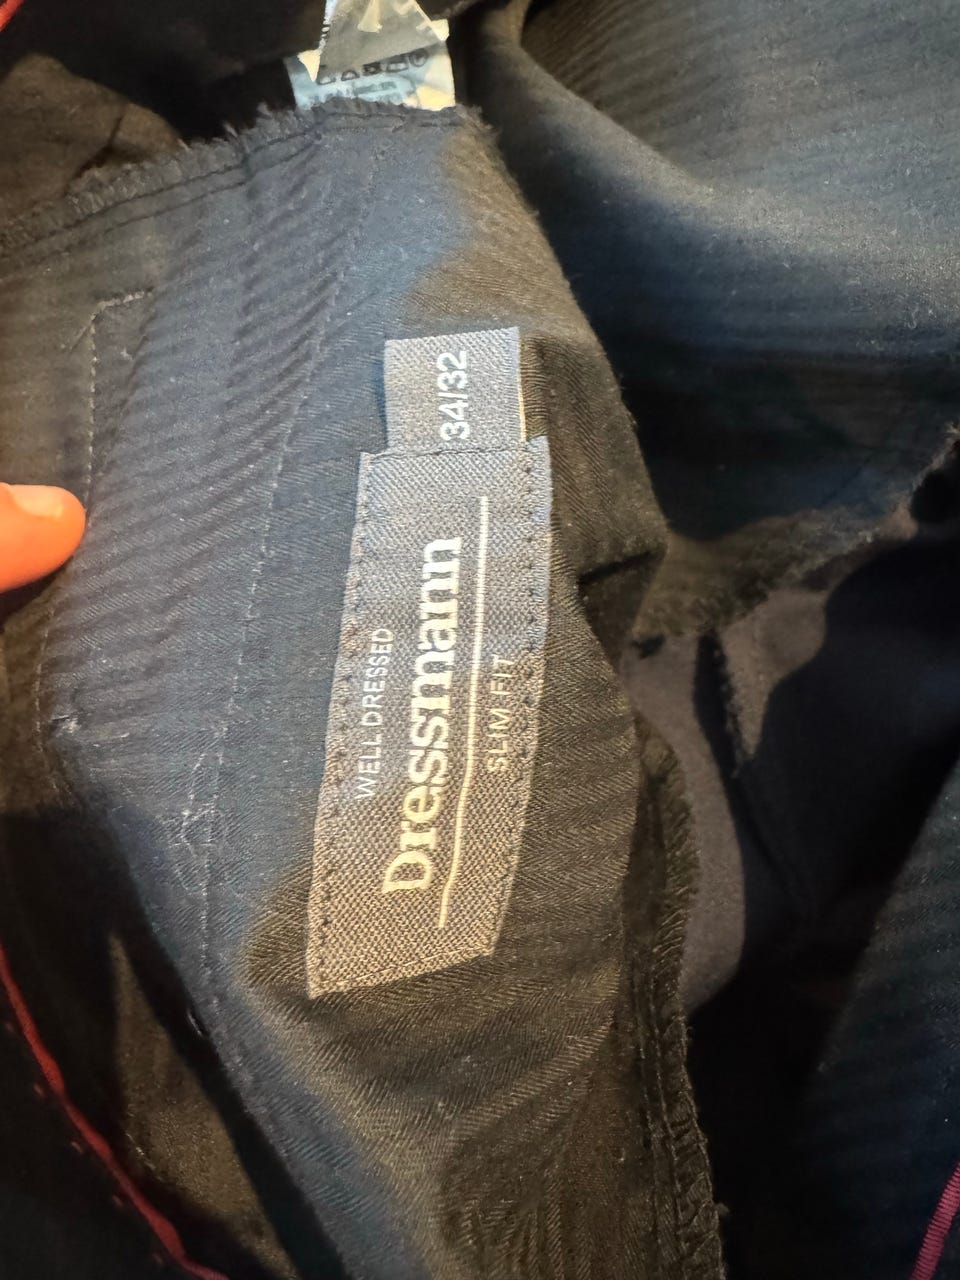 34/32
WELL DRESSED
Dressmann
SLIM FIT